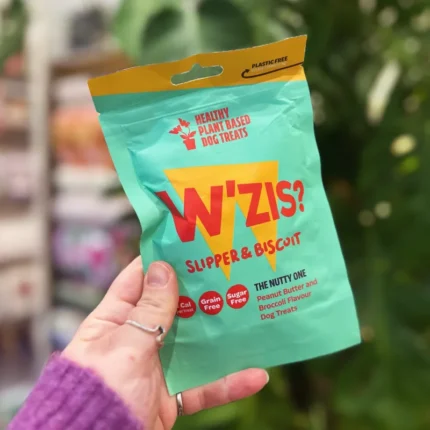 PLASTIC FREE
HEALTHY
PLANT BASED
DOG TREATS
W'ZIS?
SLIPPER & BISCUIT
Cal
Grain
Free
Sugar
Free
THE NUTTY ONE
Peanut Butter and
Broccoli Flavour
Dog Treats